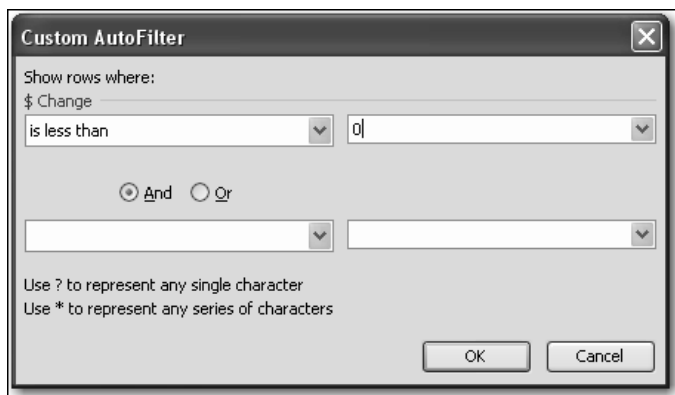 Custom AutoFilter
Show rows where:
$ Change
is less than 0
And Or
Use ? to represent any single character
Use * to represent any series of characters
OK Cancel